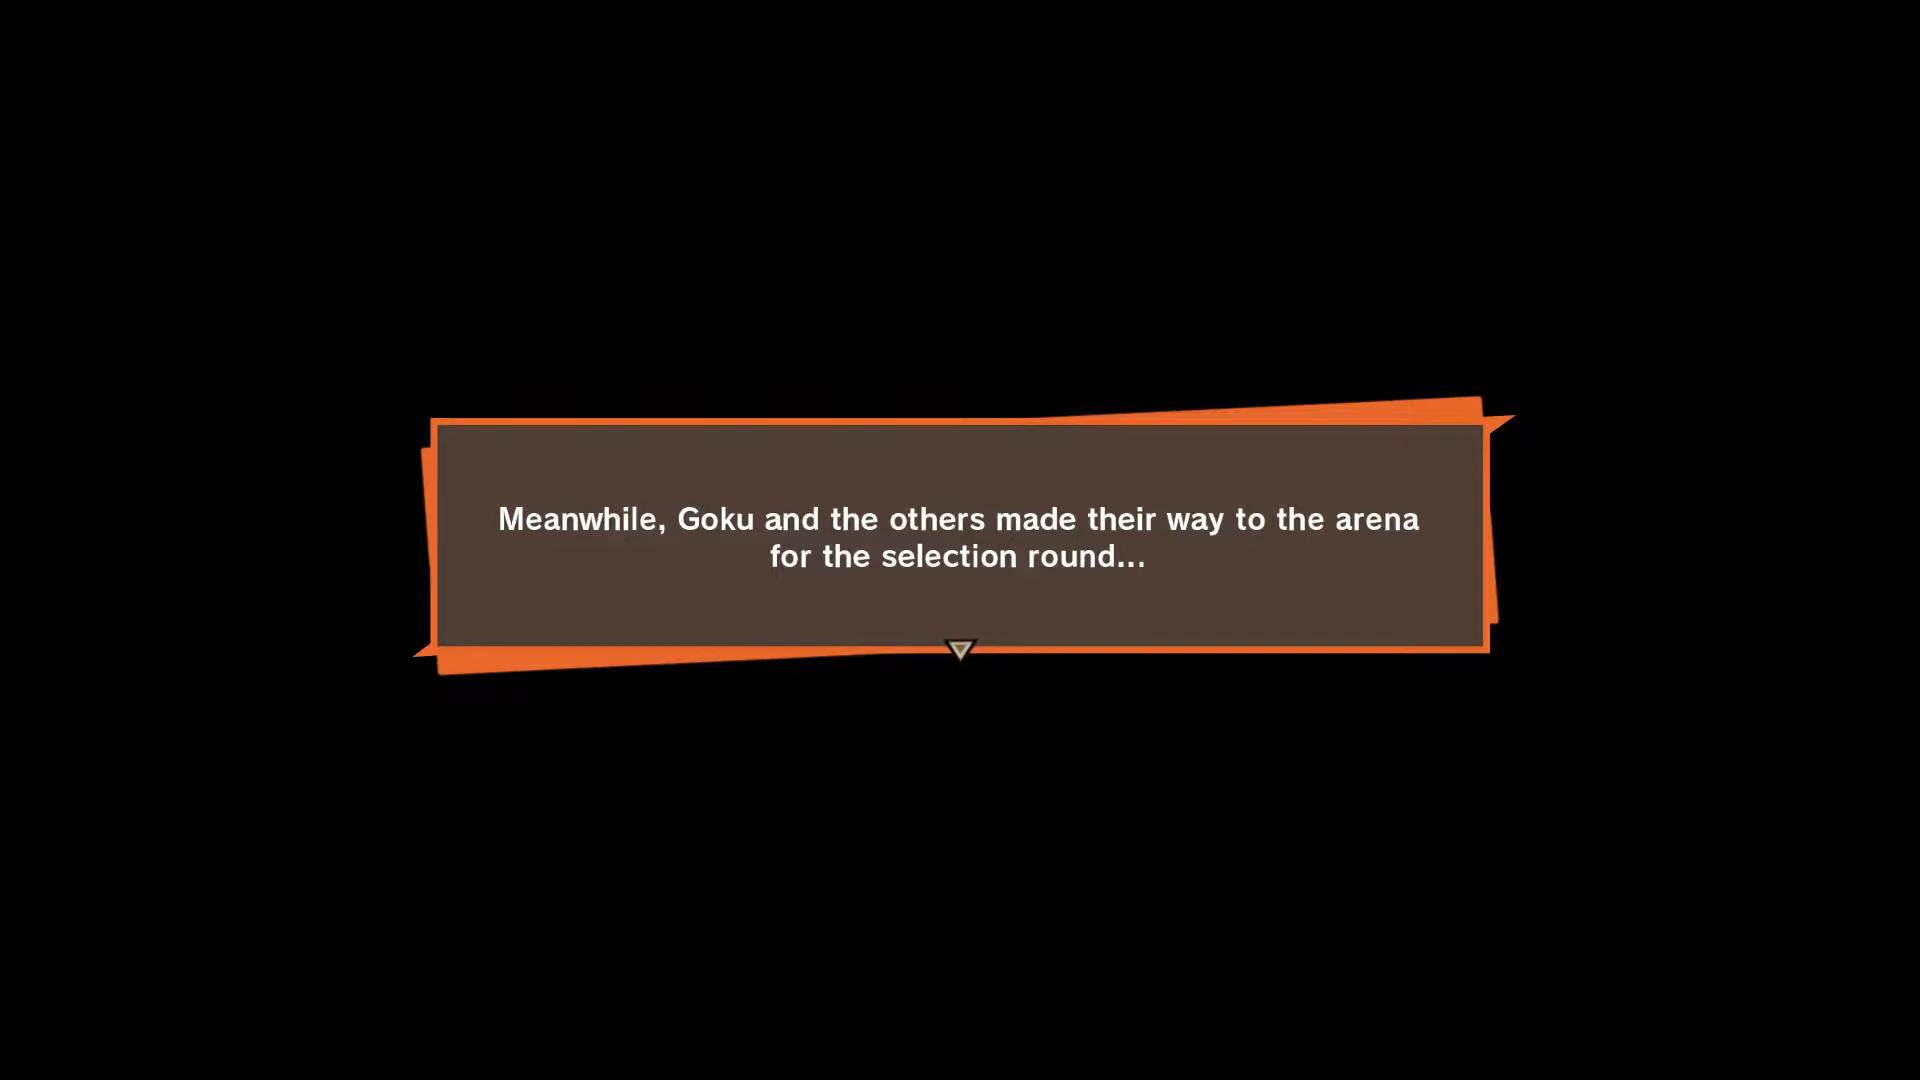 Meanwhile, Goku and the others made their way to the arena
for the selection round...